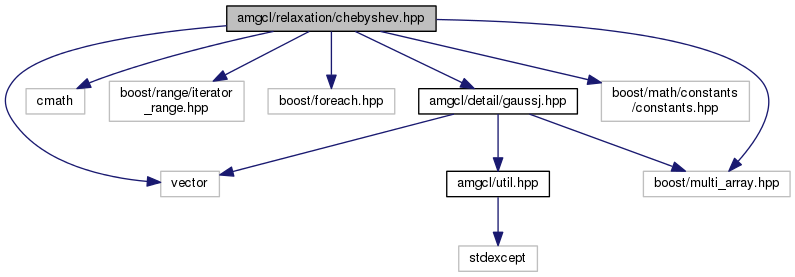 amgcl/relaxation/chebyshev.hpp
cmath
boost/range/iterator
_range.hpp
boost/foreach.hpp
amgcl/detail/gaussj.hpp
boost/math/constants
/constants.hpp
vector
amgcl/util.hpp
boost/multi_array.hpp
stdexcept